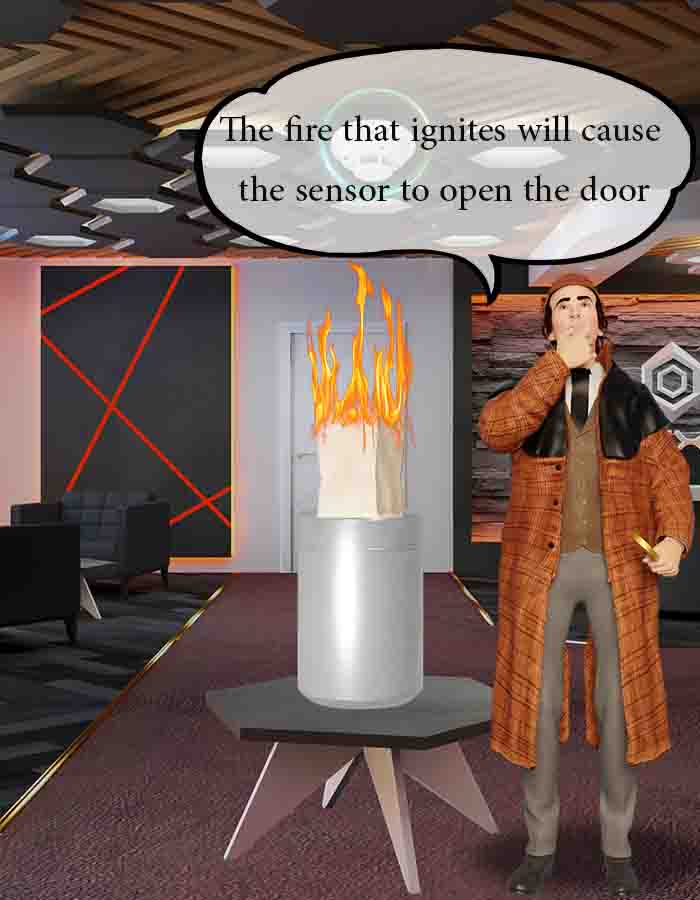 The fire that ignites will cause
the sensor to open the door